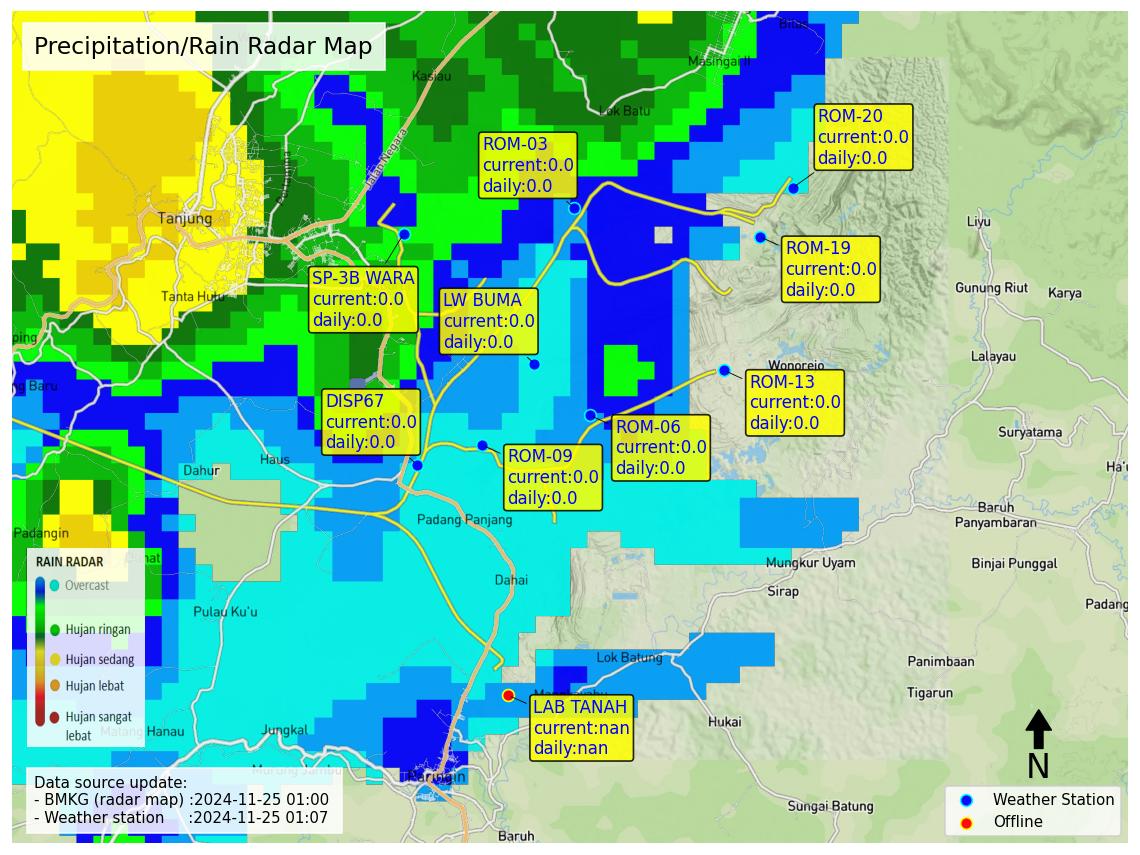 Precipitation/Rain Radar Map
Bilas
Masingai II
Kasiau
Lok Batu
Jalan Negara
ROM-20
current:0.0
daily:0.0
ROM-03
current:0.0
daily:0.0
Tanjung
Liyu
ROM-19
current:0.0
daily:0.0
SP-3B WARA
current:0.0
daily:0.0
LW BUMA
current:0.0
daily:0.0
Tanta Hulu
Gunung Riut
Karya
ping
Lalayau
Wonorejo
ng Baru
ROM-13
current:0.0
daily:0.0
DISP67
current:0.0
daily:0.0
ROM-06
current:0.0
daily:0.0
Suryatama
ROM-09
current:0.0
daily:0.0
Haus
Dahur
Ha'u
Baruh
Panyambaran
Padang Panjang
Padangin
Mungkur Uyam
Binjai Punggal
Dahai
Sirap
Padang
Pulau Ku'u
RAIN RADAR
Overcast
Hujan ringan
Hujan sedang
Hujan lebat
Hujan sangat
lebat
Lok Batung
Panimbaan
Tigarun
LAB TANAH
current:nan
daily:nan
Hukai
Matang Hanau
Jungkal
Murung Jambu
Paringin
Sungai Batung
Baruh
Data source update:
- BMKG (radar map) :2024-11-25 01:00
- Weather station :2024-11-25 01:07
N
Weather Station
Offline